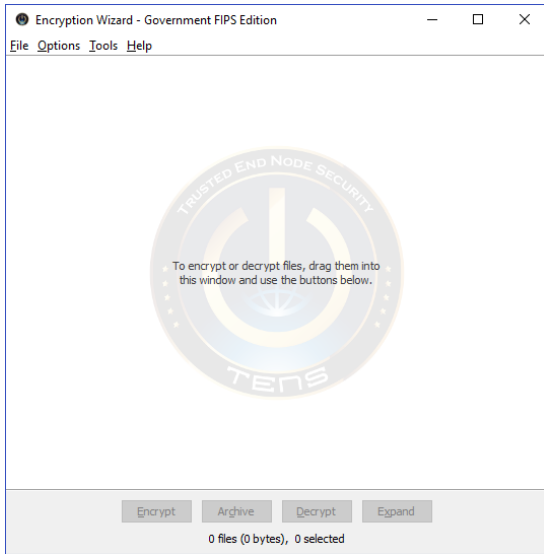 Encryption Wizard - Government FIPS Edition
File Options Tools Help
TRUSTED END NODE SECURITY
To encrypt or decrypt files, drag them into
this window and use the buttons below.
TENS
Encrypt Archive Decrypt Expand
0 files (0 bytes), 0 selected